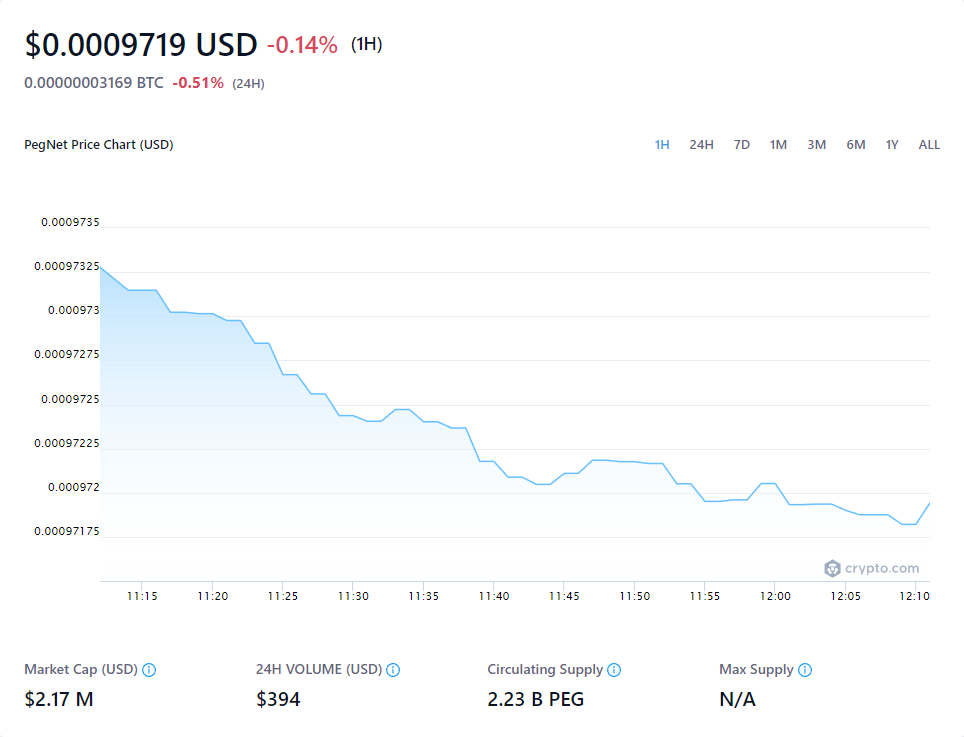 $0.0009719 USD -0.14% (1H)
0.00000003169 BTC -0.51% (24H)
PegNet Price Chart (USD) 1H 24H 7D 1M 3M 6M 1Y ALL
0.0009735
0.00097325
0.000973
0.00097275
0.0009725
0.00097225
0.000972
0.00097175
crypto.com
11:15 11:20 11:25 11:30 11:35 11:40 11:45 11:50 11:55 12:00 12:05 12:10
Market Cap (USD) 24H VOLUME (USD) Circulating Supply Max Supply
$2.17 M $394 2.23 B PEG N/A